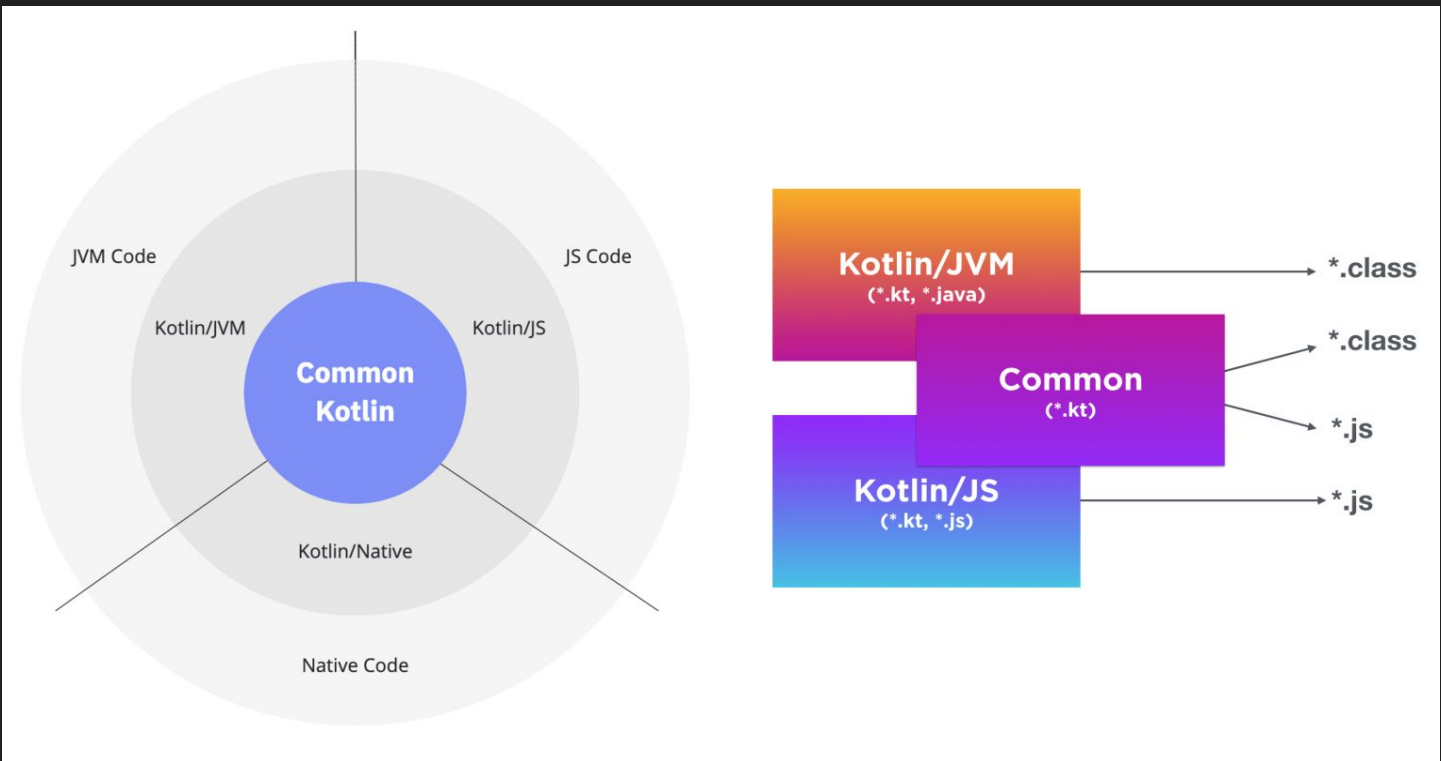 JVM Code
JS Code
Kotlin/JVM
Kotlin/JS
Common
Kotlin
Kotlin/Native
Native Code
Kotlin/JVM
(*.kt, *.java)
*.class
*.class
Common
(*.kt)
*.js
Kotlin/JS
(*.kt, *.js)
*.js